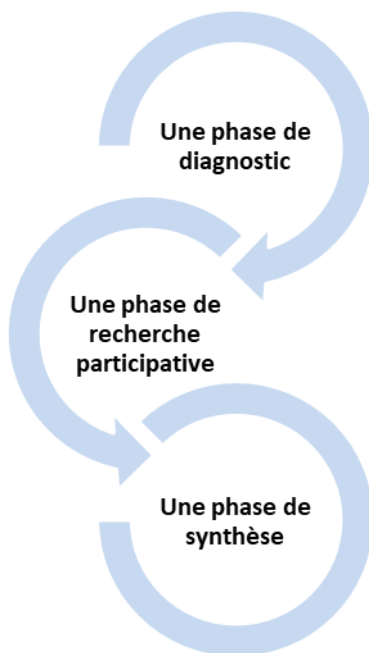 Une phase de
diagnostic
Une phase de
recherche
participative
Une phase de
synthèse